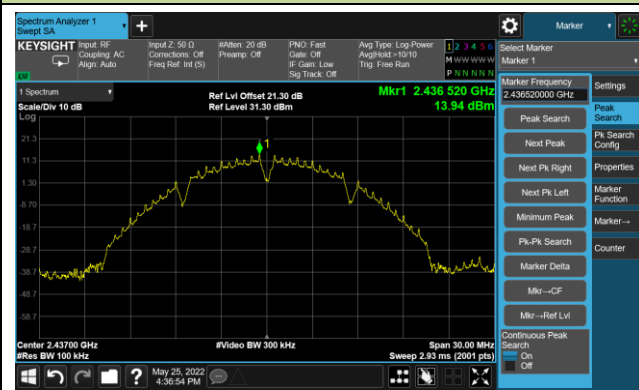 Spectrum Analyzer 1
Swept SA
Marker
KEYSIGHT Input: RF
Coupling: AC
Align: Auto
Input Z: 50 Ω
Corrections: Off
Freq Ref: Int (S)
#Atten: 20 dB
Preamp: Off
PNO: Fast
Gate: Off
IF Gain: Low
Sig Track: Off
Avg Type: Log-Power
Avg|Hold:>10/10
Trig: Free Run
1 2 3 4 5 6
M W W W W W
P N N N N N
Select Marker
Marker 1
LXI
1 Spectrum
Scale/Div 10 dB
Log
Ref Lvl Offset 21.30 dB
Ref Level 31.30 dBm
Mkr1 2.436 520 GHz
13.94 dBm
1
21.3
11.3
1.30
-8.70
-18.7
-28.7
-38.7
-48.7
-58.7
Center 2.43700 GHz
#Res BW 100 kHz
#Video BW 300 kHz
Span 30.00 MHz
Sweep 2.93 ms (2001 pts)
May 25, 2022
4:36:54 PM
Marker Frequency
2.436520000 GHz
Peak Search
Next Peak
Next Pk Right
Next Pk Left
Minimum Peak
Pk-Pk Search
Marker Delta
Mkr→CF
Mkr→Ref Lvl
Continuous Peak
Search
On
Off
Settings
Peak
Search
Pk Search
Config
Properties
Marker
Function
Marker→
Counter